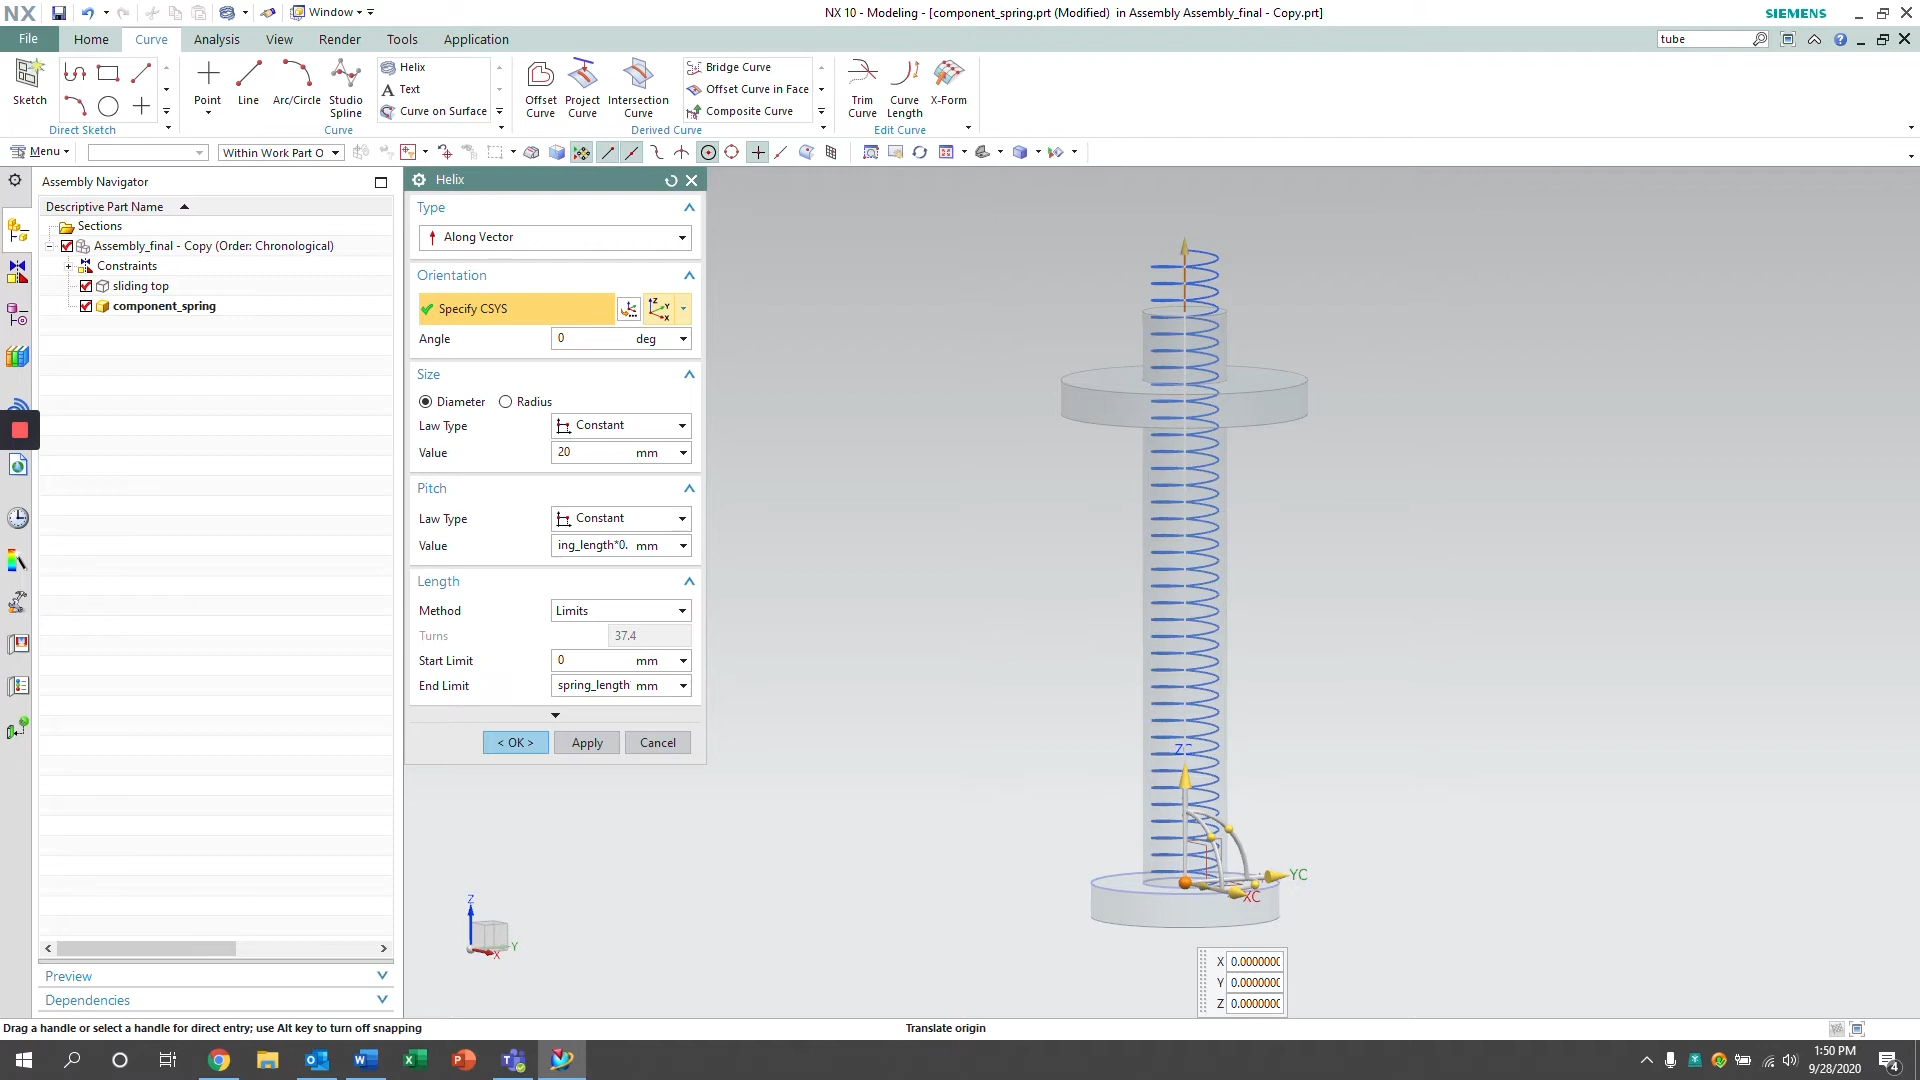 NX
Window
NX 10 - Modeling - [component_spring.prt (Modified) in Assembly Assembly_final - Copy.prt]
SIEMENS
File
Home
Curve
Analysis
View
Render
Tools
Application
tube
Sketch
Direct Sketch
Point
Line
Arc/Circle
Studio Spline
Helix
Text
Curve on Surface
Curve
Offset Curve
Project Curve
Intersection Curve
Bridge Curve
Offset Curve in Face
Composite Curve
Derived Curve
Trim Curve
Curve Length
X-Form
Edit Curve
Menu
Within Work Part O
Assembly Navigator
Descriptive Part Name
Sections
Assembly_final - Copy (Order: Chronological)
Constraints
sliding top
component_spring
Preview
Dependencies
Helix
Type
Along Vector
Orientation
Specify CSYS
Angle 0 deg
Size
Diameter Radius
Law Type Constant
Value 20 mm
Pitch
Law Type Constant
Value ing_length*0. mm
Length
Method Limits
Turns 37.4
Start Limit 0 mm
End Limit spring_length mm
< OK > Apply Cancel
ZC
YC
XC
Z
Y
X
X 0.0000000
Y 0.0000000
Z 0.0000000
Drag a handle or select a handle for direct entry; use Alt key to turn off snapping
Translate origin
1:50 PM
9/28/2020
4